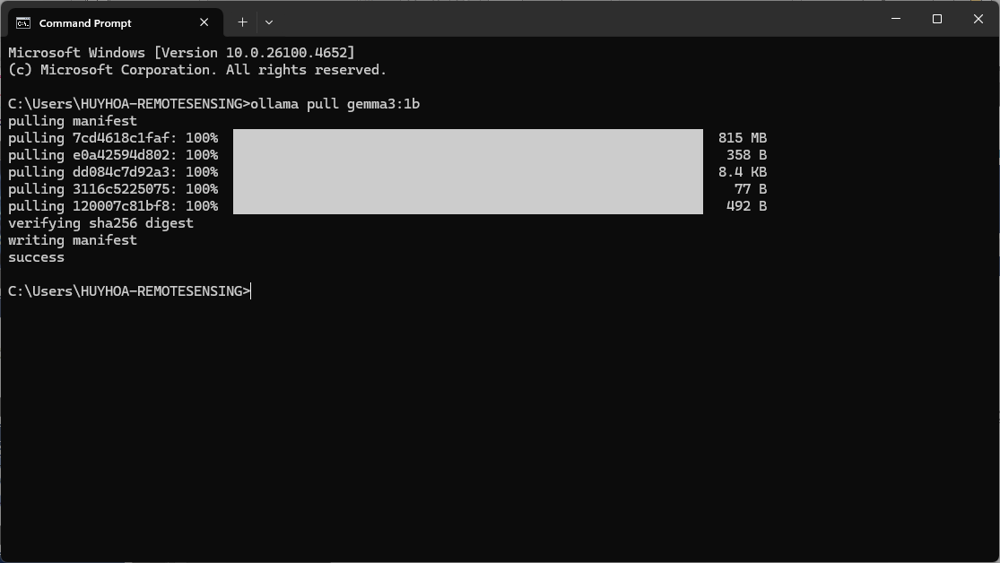 Command Prompt
Microsoft Windows [Version 10.0.26100.4652]
(c) Microsoft Corporation. All rights reserved.
C:\Users\HUYHOA-REMOTESENSING>ollama pull gemma3:1b
pulling manifest
pulling 7cd4618c1faf: 100% 815 MB
pulling e0a42594d802: 100% 358 B
pulling dd084c7d92a3: 100% 8.4 KB
pulling 3116c5225075: 100% 77 B
pulling 120007c81bf8: 100% 492 B
verifying sha256 digest
writing manifest
success
C:\Users\HUYHOA-REMOTESENSING>